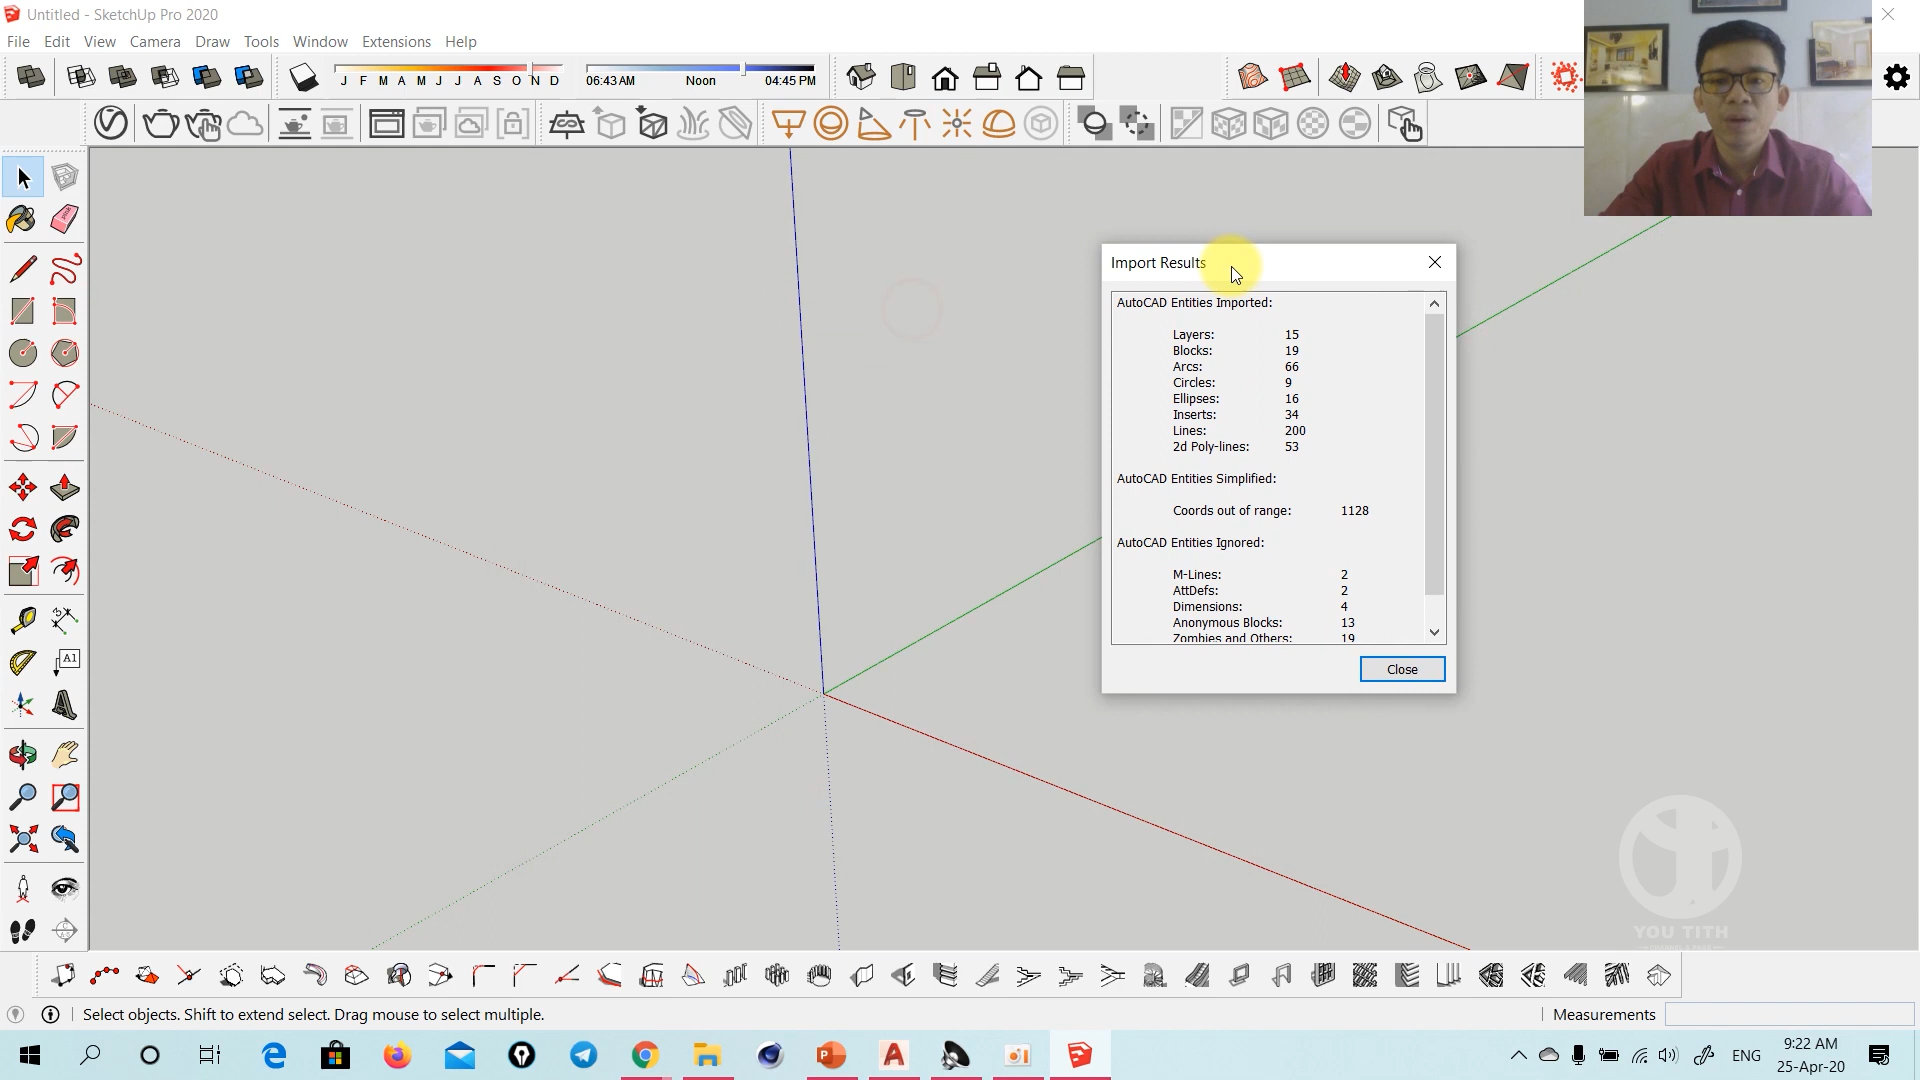 Untitled - SketchUp Pro 2020
File Edit View Camera Draw Tools Window Extensions Help
J F M A M J J A S O N D
06:43 AM Noon 04:45 PM
Import Results
AutoCAD Entities Imported:
Layers: 15
Blocks: 19
Arcs: 66
Circles: 9
Ellipses: 16
Inserts: 34
Lines: 200
2d Poly-lines: 53
AutoCAD Entities Simplified:
Coords out of range: 1128
AutoCAD Entities Ignored:
M-Lines: 2
AttDefs: 2
Dimensions: 4
Anonymous Blocks: 13
Zombies and Others: 19
Close
A1
YOU TITH
Select objects. Shift to extend select. Drag mouse to select multiple.
Measurements
ENG
9:22 AM
25-Apr-20